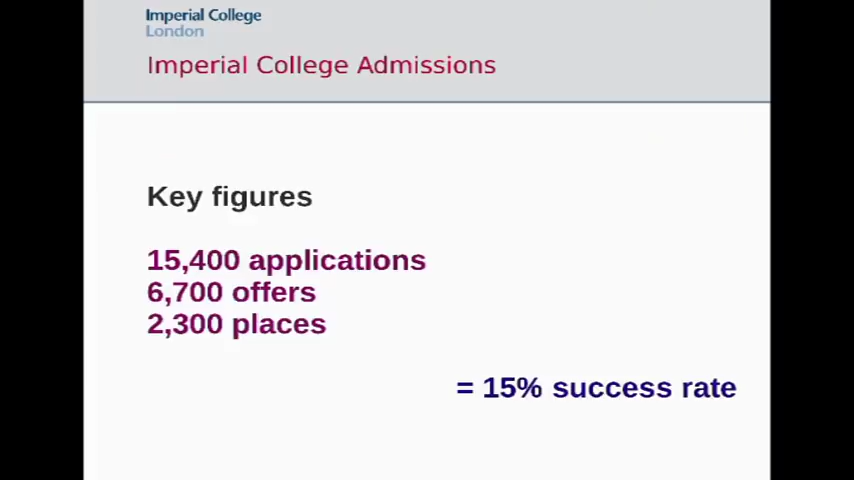 Imperial College
London
Imperial College Admissions
Key figures
15,400 applications
6,700 offers
2,300 places
= 15% success rate